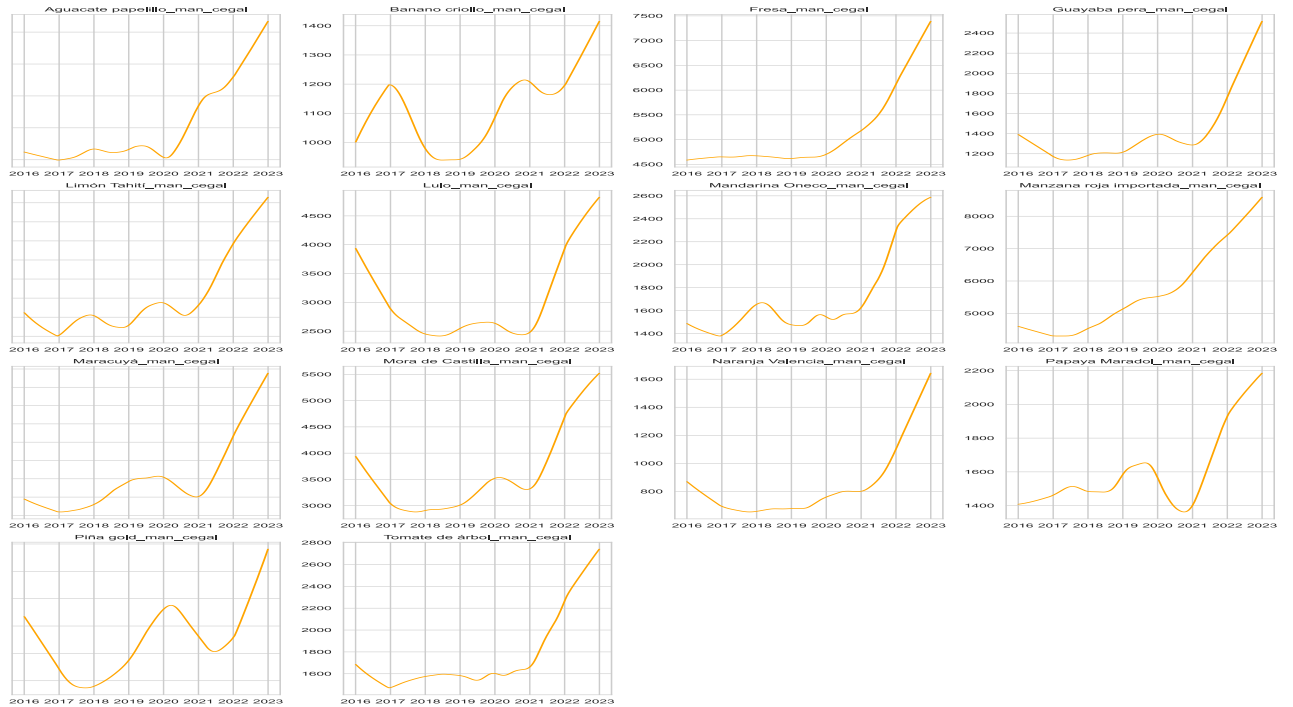 Aguacate papelillo_man_cegal
2016 2017 2018 2019 2020 2021 2022 2023
Banano criollo_man_cegal
1400
1200
1100
1000
2016 2017 2018 2019 2020 2021 2022 2023
Fresa_man_cegal
7500
6500
6000
5500
5000
4500
2016 2017 2018 2019 2020 2021 2022 2023
Guayaba pera_man_cegal
2400
2200
2000
1800
1400
1200
2016 2017 2018 2019 2020 2021 2022 2023
Limón Tahití_man_cegal
2016 2017 2018 2019 2020 2021 2022 2023
Lulo_man_cegal
4500
4000
3500
3000
2500
2016 2017 2018 2019 2020 2021 2022 2023
Mandarina Oneco_man_cegal
2600
2400
2200
2000
1800
1600
1400
2016 2017 2018 2019 2020 2021 2022 2023
Manzana roja importada_man_cegal
8000
7000
6000
5000
2016 2017 2018 2019 2020 2021 2022 2023
Maracuyá_man_cegal
2016 2017 2018 2019 2020 2021 2022 2023
Mora de Castilla_man_cegal
5500
5000
4500
4000
3500
3000
2016 2017 2018 2019 2020 2021 2022 2023
Naranja Valencia_man_cegal
1600
1400
1200
1000
800
2016 2017 2018 2019 2020 2021 2022 2023
Papaya Maradol_man_cegal
2200
2000
1800
1600
1400
2016 2017 2018 2019 2020 2021 2022 2023
Piña gold_man_cegal
2016 2017 2018 2019 2020 2021 2022 2023
Tomate de árbol_man_cegal
2800
2600
2400
2200
2000
1800
1600
2016 2017 2018 2019 2020 2021 2022 2023